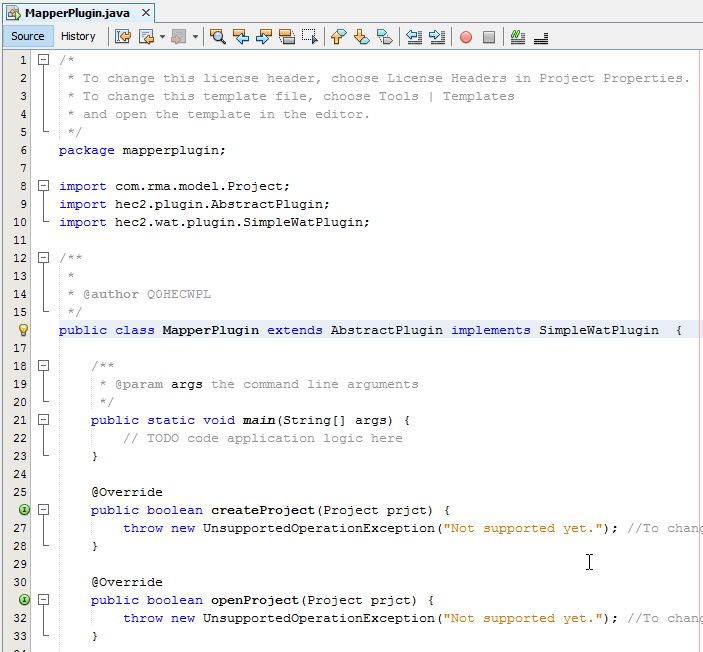 MapperPlugin.java
Source History
1 /*
2 * To change this license header, choose License Headers in Project Properties.
3 * To change this template file, choose Tools | Templates
4 * and open the template in the editor.
5 */
6 package mapperplugin;
7
8 import com.rma.model.Project;
9 import hec2.plugin.AbstractPlugin;
10 import hec2.wat.plugin.SimpleWatPlugin;
11
12 /**
13 *
14 * @author Q0HECWPL
15 */
public class MapperPlugin extends AbstractPlugin implements SimpleWatPlugin {
17
18 /**
19 * @param args the command line arguments
20 */
21 public static void main(String[] args) {
22 // TODO code application logic here
23 }
24
25 @Override
public boolean createProject(Project prjct) {
27 throw new UnsupportedOperationException("Not supported yet."); //To chang
28 }
29
30 @Override
public boolean openProject(Project prjct) {
32 throw new UnsupportedOperationException("Not supported yet."); //To chang
33 }